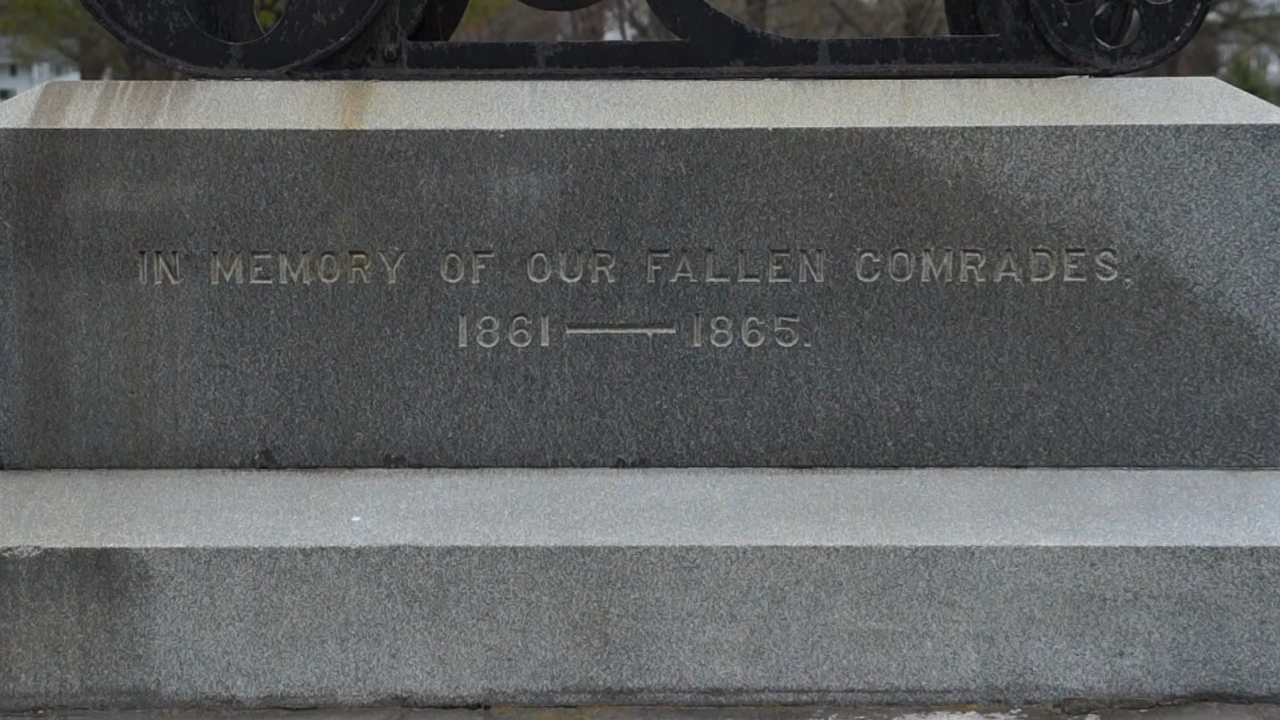 IN MEMORY OF OUR FALLEN COMRADES,
1861 — 1865.